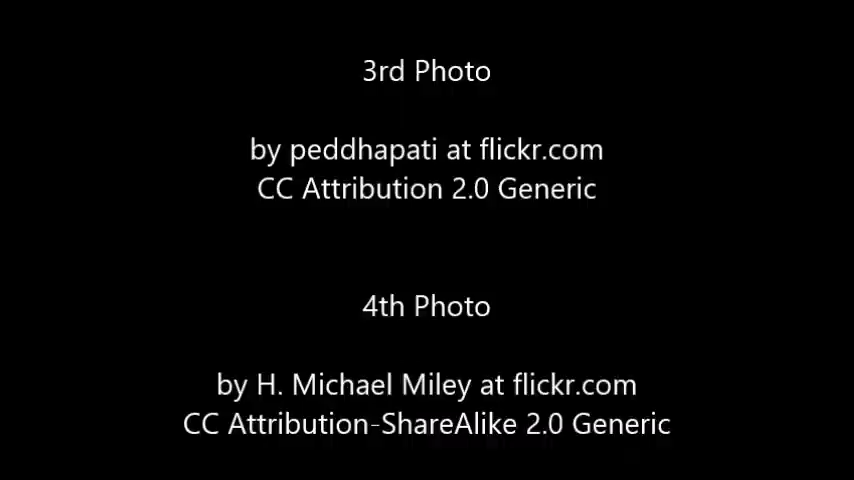 3rd Photo
by peddhapati at flickr.com
CC Attribution 2.0 Generic
4th Photo
by H. Michael Miley at flickr.com
CC Attribution-ShareAlike 2.0 Generic